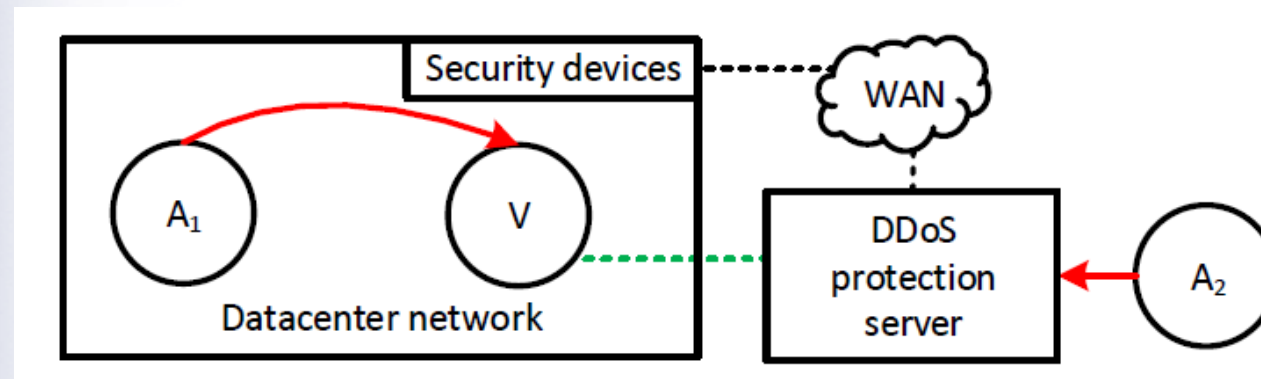 Security devices
WAN
A₁
V
DDoS
protection
server
A₂
Datacenter network